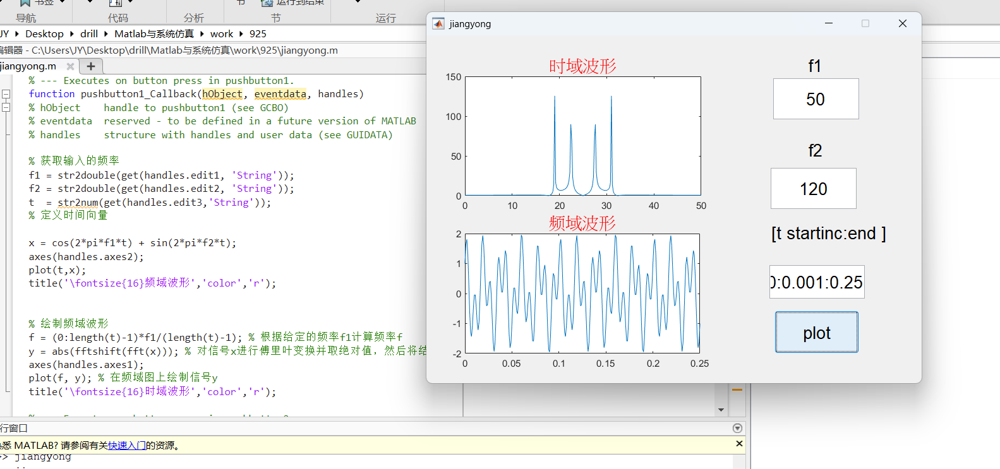 书签
运行到结束
节
导航
代码
分析
节
运行
JY ▸ Desktop ▸ drill ▸ Matlab与系统仿真 ▸ work ▸ 925
编辑器 - C:\Users\JY\Desktop\drill\Matlab与系统仿真\work\925\jiangyong.m
jiangyong.m
% --- Executes on button press in pushbutton1.
function pushbutton1_Callback(hObject, eventdata, handles)
% hObject    handle to pushbutton1 (see GCBO)
% eventdata  reserved - to be defined in a future version of MATLAB
% handles    structure with handles and user data (see GUIDATA)
% 获取输入的频率
f1 = str2double(get(handles.edit1, 'String'));
f2 = str2double(get(handles.edit2, 'String'));
t  = str2num(get(handles.edit3,'String'));
% 定义时间向量
x = cos(2*pi*f1*t) + sin(2*pi*f2*t);
axes(handles.axes2);
plot(t,x);
title('\fontsize{16}频域波形','color','r');
% 绘制频域波形
f = (0:length(t)-1)*f1/(length(t)-1); % 根据给定的频率f1计算频率f
y = abs(fftshift(fft(x))); % 对信号x进行傅里叶变换并取绝对值，然后将结
axes(handles.axes1);
plot(f, y); % 在频域图上绘制信号y
title('\fontsize{16}时域波形','color','r');
行窗口
悉 MATLAB? 请参阅有关快速入门的资源。
>> jiangyong
jiangyong
时域波形
150
100
50
0
0 10 20 30 40 50
频域波形
2
1
0
-1
-2
0 0.05 0.1 0.15 0.2 0.25
f1
50
f2
120
[t startinc:end ]
0:0.001:0.25
plot